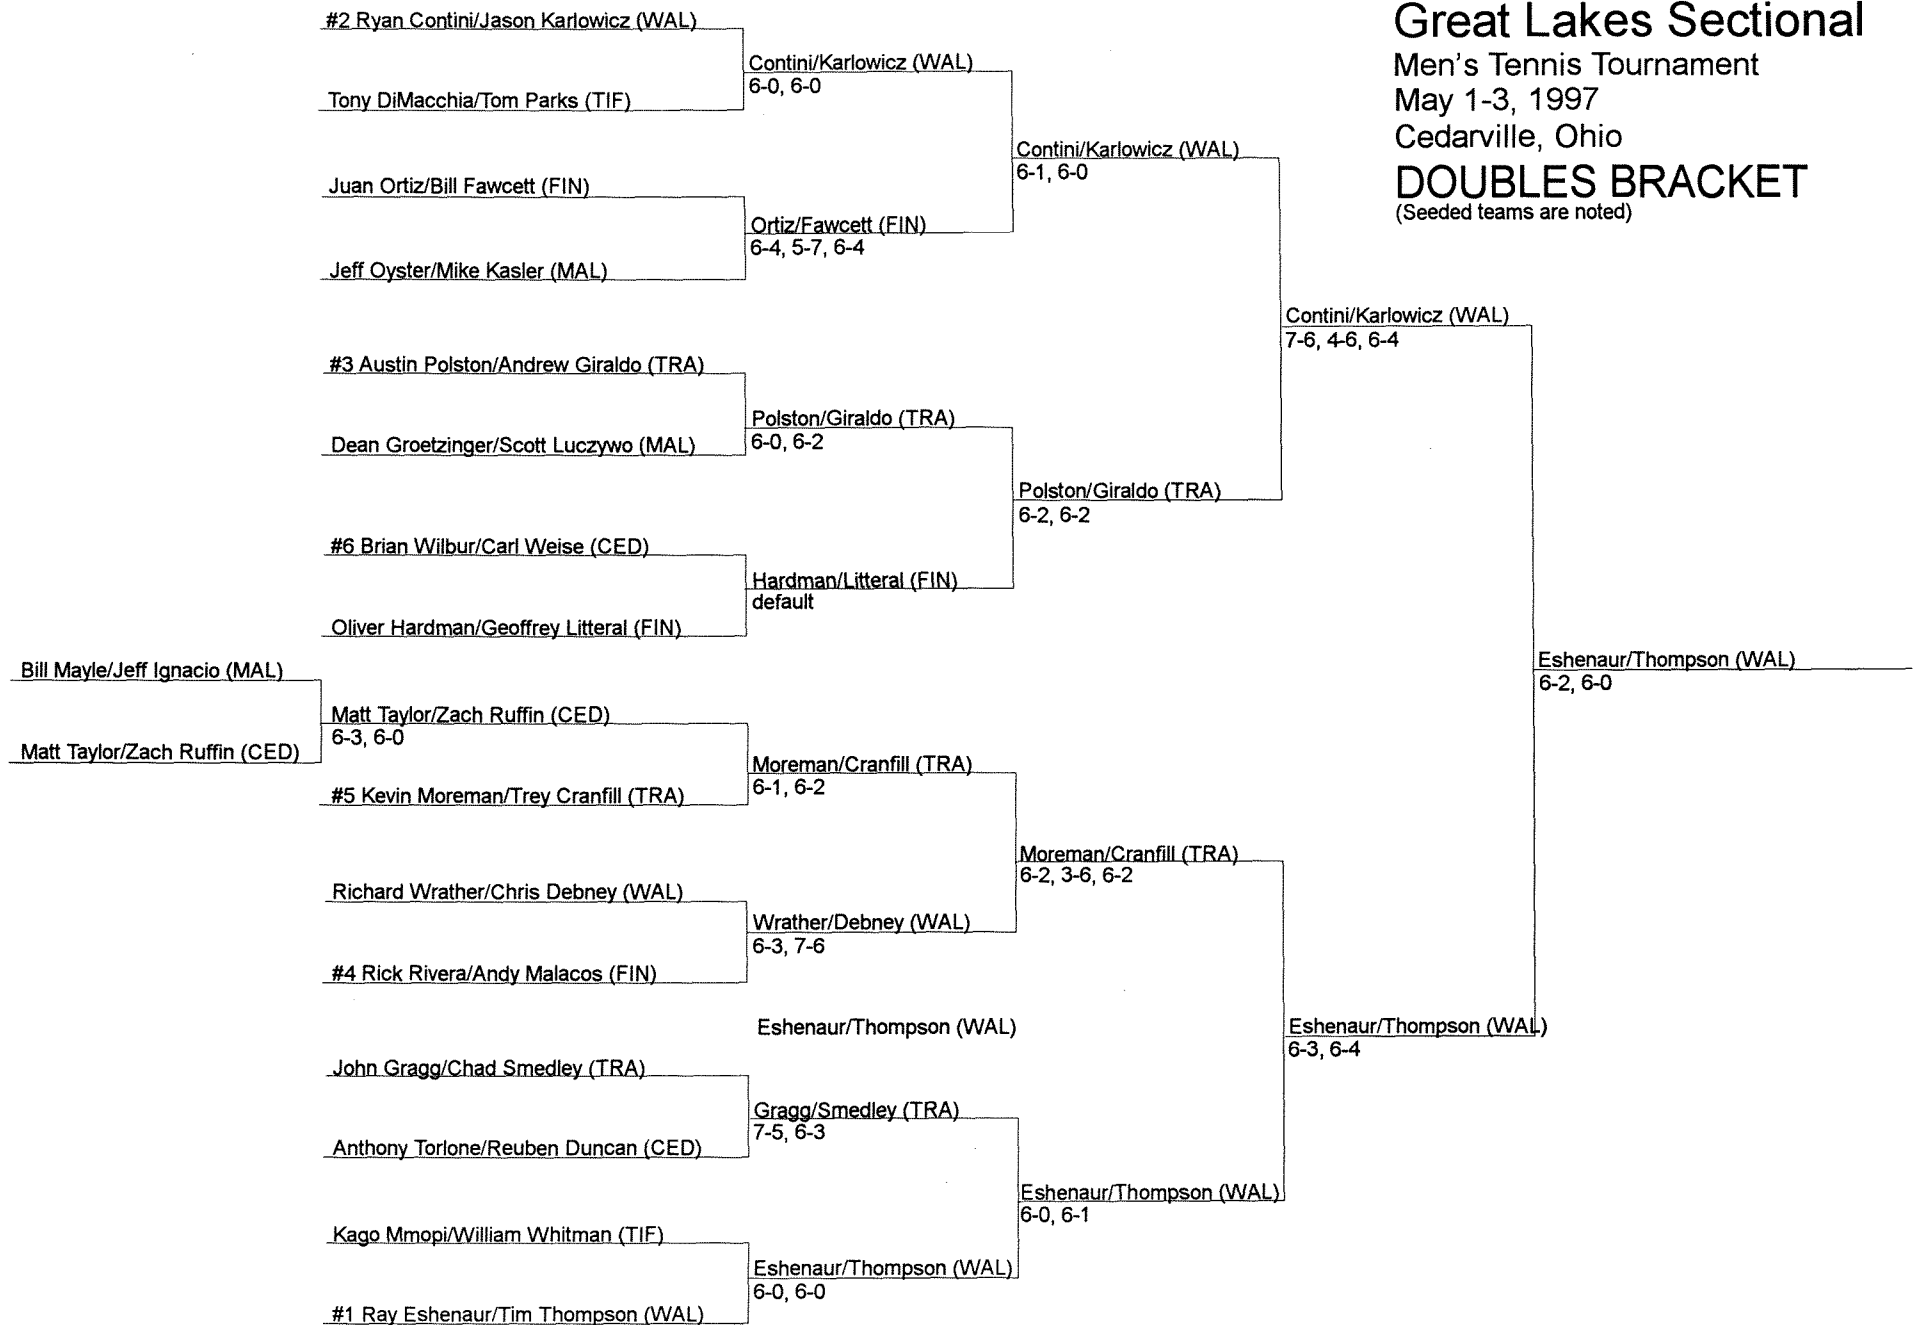 Great Lakes Sectional
Men's Tennis Tournament
May 1-3, 1997
Cedarville, Ohio
DOUBLES BRACKET
(Seeded teams are noted)
#2 Ryan Contini/Jason Karlowicz (WAL)
Tony DiMacchia/Tom Parks (TIF)
Juan Ortiz/Bill Fawcett (FIN)
Jeff Oyster/Mike Kasler (MAL)
#3 Austin Polston/Andrew Giraldo (TRA)
Dean Groetzinger/Scott Luczywo (MAL)
#6 Brian Wilbur/Carl Weise (CED)
Oliver Hardman/Geoffrey Litteral (FIN)
Bill Mayle/Jeff Ignacio (MAL)
Matt Taylor/Zach Ruffin (CED)
Matt Taylor/Zach Ruffin (CED)
6-3, 6-0
#5 Kevin Moreman/Trey Cranfill (TRA)
Richard Wrather/Chris Debney (WAL)
#4 Rick Rivera/Andy Malacos (FIN)
John Gragg/Chad Smedley (TRA)
Anthony Torlone/Reuben Duncan (CED)
Kago Mmopi/William Whitman (TIF)
#1 Ray Eshenaur/Tim Thompson (WAL)
Contini/Karlowicz (WAL)
6-0, 6-0
Ortiz/Fawcett (FIN)
6-4, 5-7, 6-4
Polston/Giraldo (TRA)
6-0, 6-2
Hardman/Litteral (FIN)
default
Moreman/Cranfill (TRA)
6-1, 6-2
Wrather/Debney (WAL)
6-3, 7-6
Eshenaur/Thompson (WAL)
Gragg/Smedley (TRA)
7-5, 6-3
Eshenaur/Thompson (WAL)
6-0, 6-0
Contini/Karlowicz (WAL)
6-1, 6-0
Polston/Giraldo (TRA)
6-2, 6-2
Moreman/Cranfill (TRA)
6-2, 3-6, 6-2
Eshenaur/Thompson (WAL)
6-0, 6-1
Contini/Karlowicz (WAL)
7-6, 4-6, 6-4
Eshenaur/Thompson (WAL)
6-3, 6-4
Eshenaur/Thompson (WAL)
6-2, 6-0